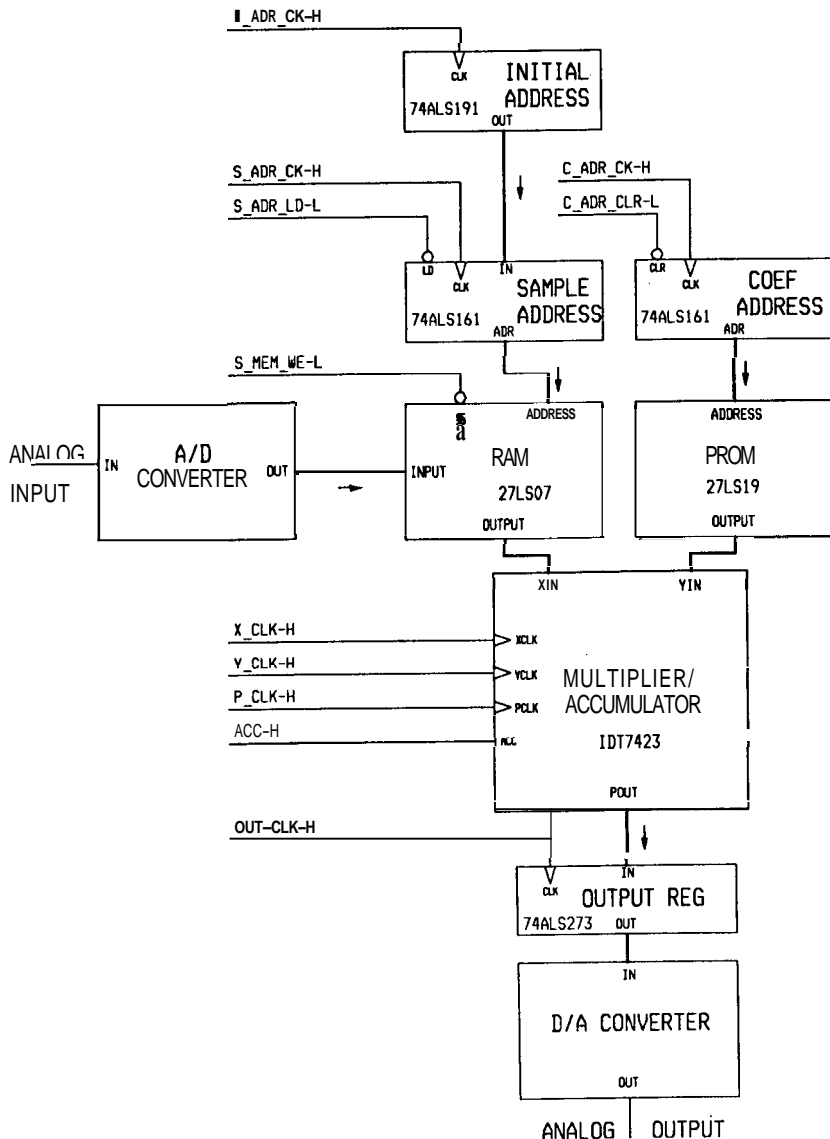 _ADR_CK-H
CLK
INITIAL
ADDRESS
74ALS191
OUT
S_ADR_CK-H
S_ADR_LD-L
C_ADR_CK-H
C_ADR_CLR-L
LD
CLK
IN
SAMPLE
ADDRESS
74ALS161
ADR
CLR
CLK
COEF
ADDRESS
74ALS161
ADR
S_MEM_WE-L
ADDRESS
RAM
INPUT
27LS07
OUTPUT
ADDRESS
PROM
27LS19
OUTPUT
ANALOG
INPUT
IN
A/D
CONVERTER
OUT
XIN
YIN
X_CLK-H
XCLK
Y_CLK-H
YCLK
P_CLK-H
PCLK
ACC-H
ACC
MULTIPLIER/
ACCUMULATOR
IDT7423
POUT
OUT-CLK-H
CLK
IN
OUTPUT REG
74ALS273
OUT
IN
D/A CONVERTER
OUT
ANALOG OUTPUT